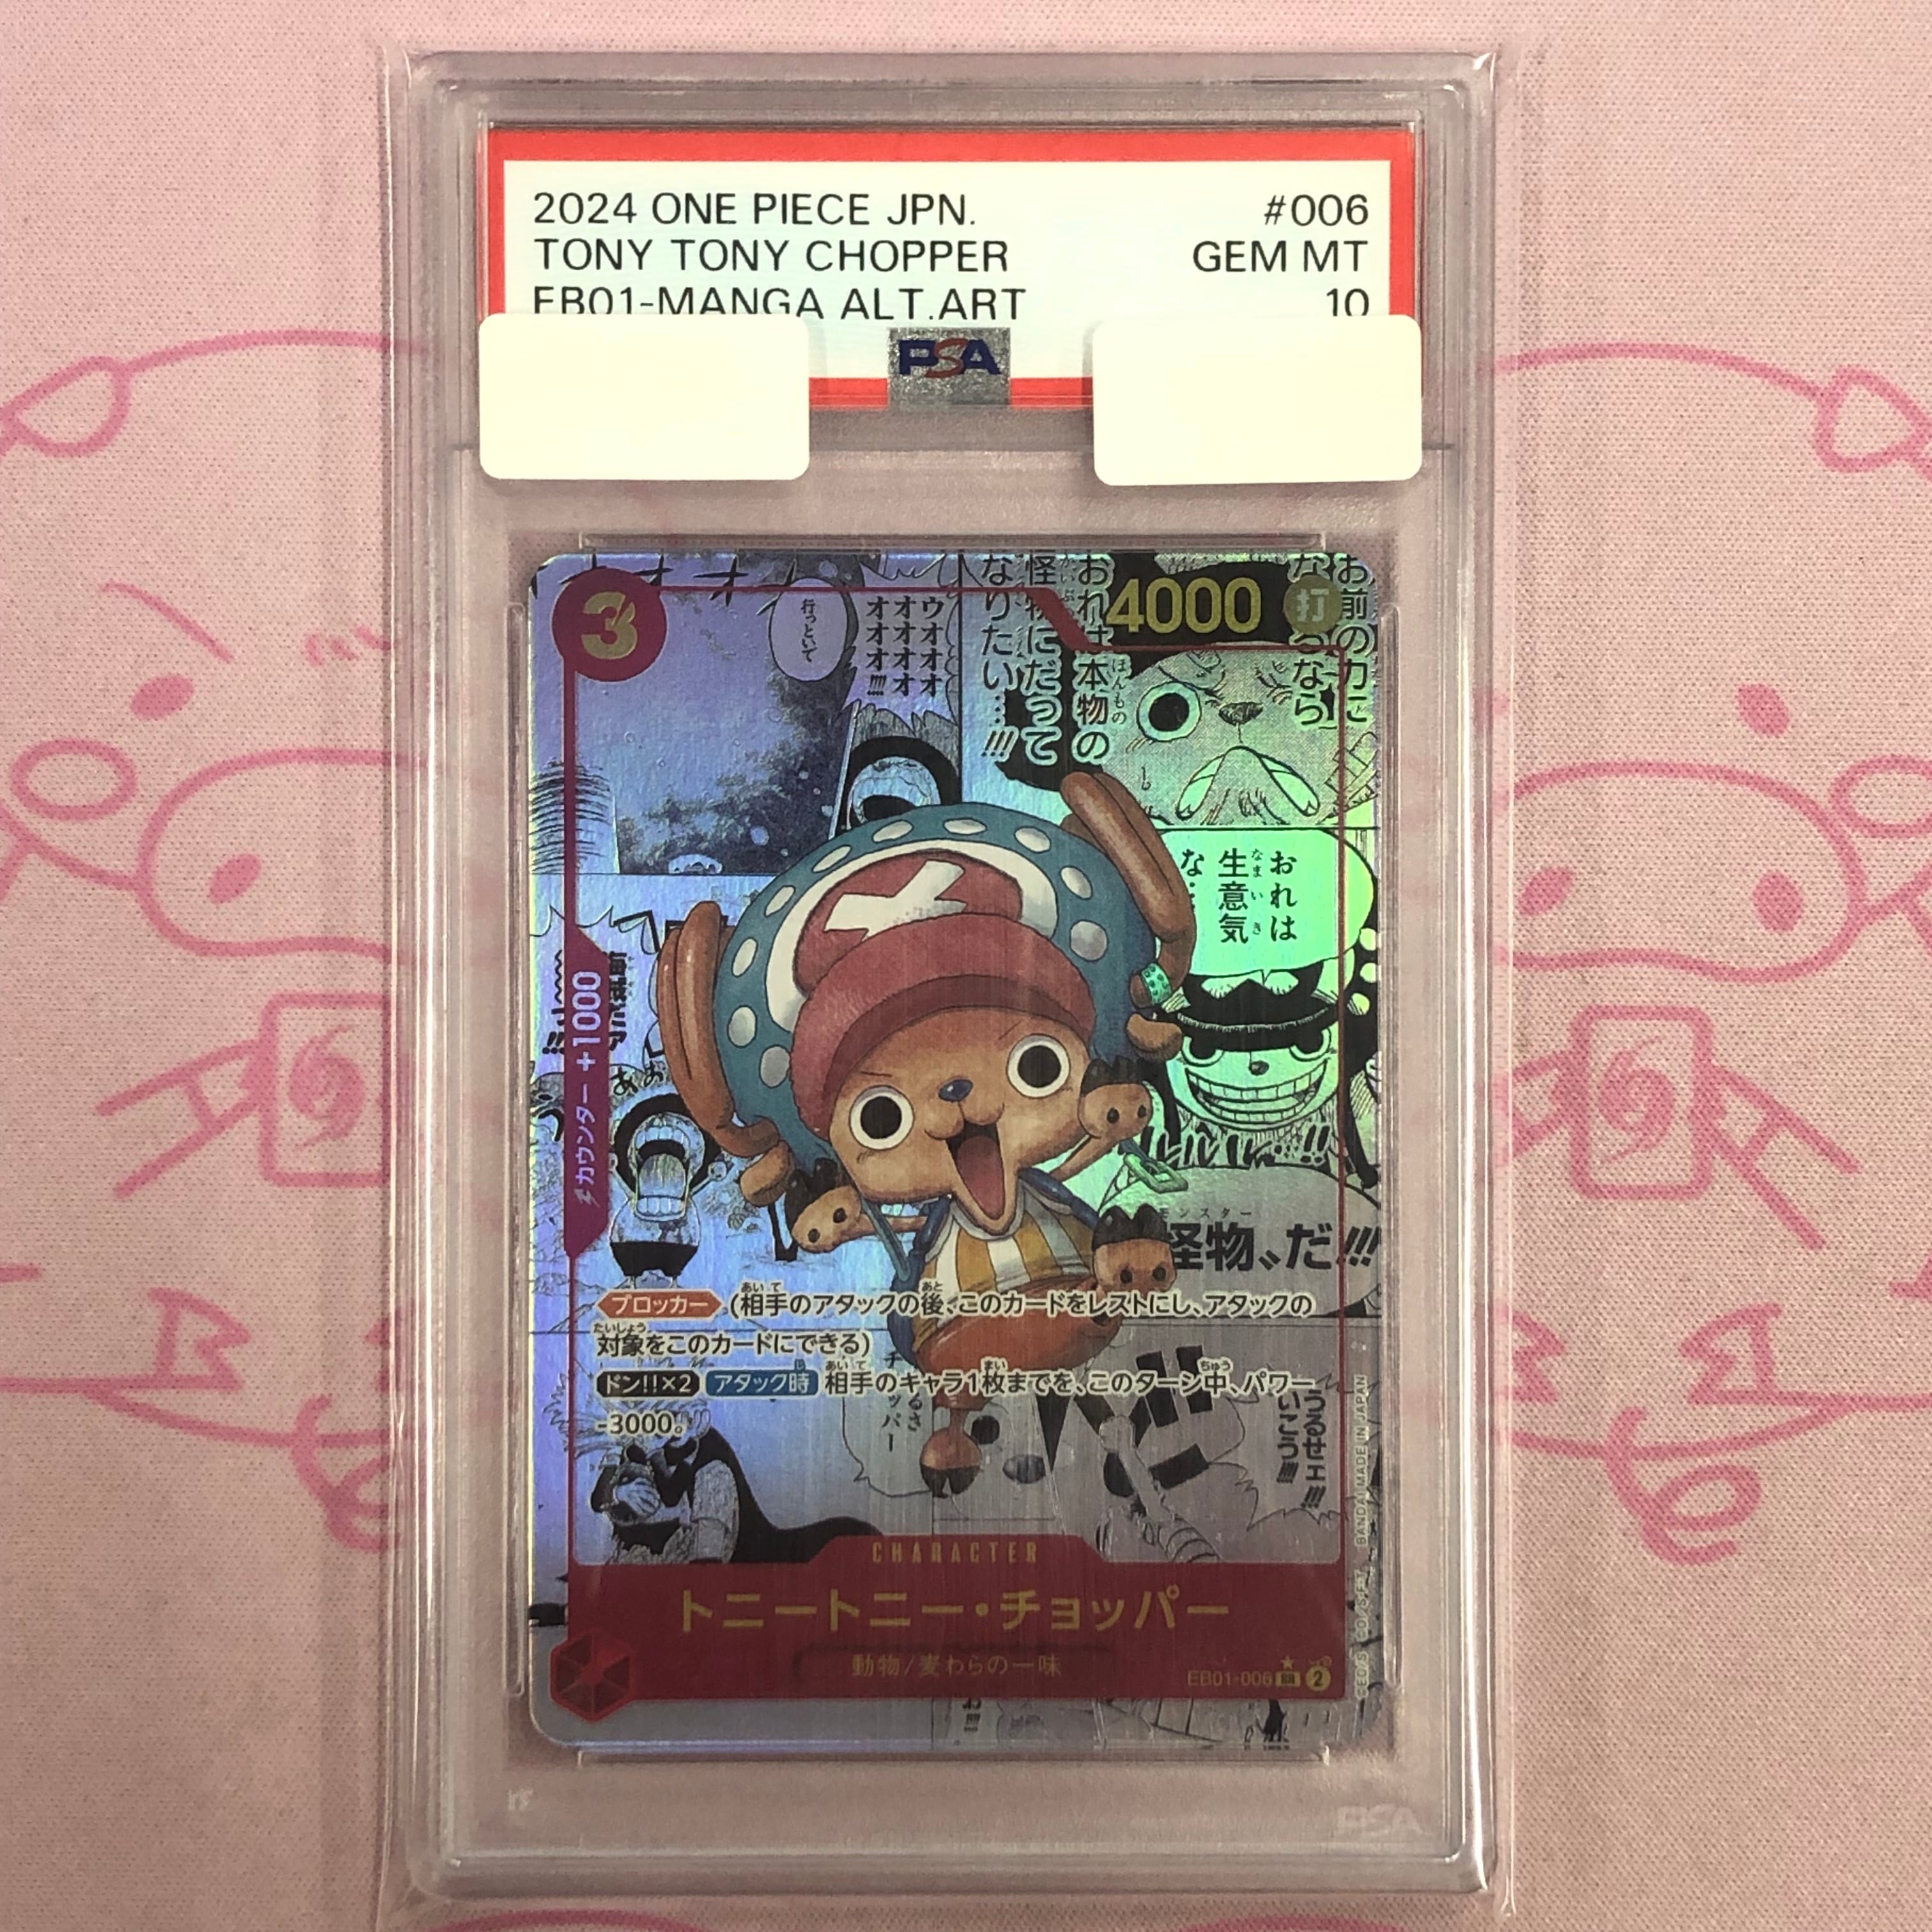 2024 ONE PIECE JPN.
#006
TONY TONY CHOPPER
GEM MT
EB01-MANGA ALT.ART
10
PSA
3
4000
打
行っといて
ウオオオ
オオオオオ
オオオオ!!!!
おれは本物の
怪物にだって
なりたい…!!!
お前の力に
おれは
生意気
な
怪物〟だ!!!
モンスター
カウンター +1000
ブロッカー (相手のアタックの後、このカードをレストにし、アタックの
対象をこのカードにできる)
ドン!!×2 アタック時 相手のキャラ1枚までを、このターン中、パワー
-3000。
うるせェ!!!
いこう!!!!
CHARACTER
トニートニー・チョッパー
動物/麦わらの一味
EB01-006 SR 2
BANDAI MADE IN JAPAN
PSA